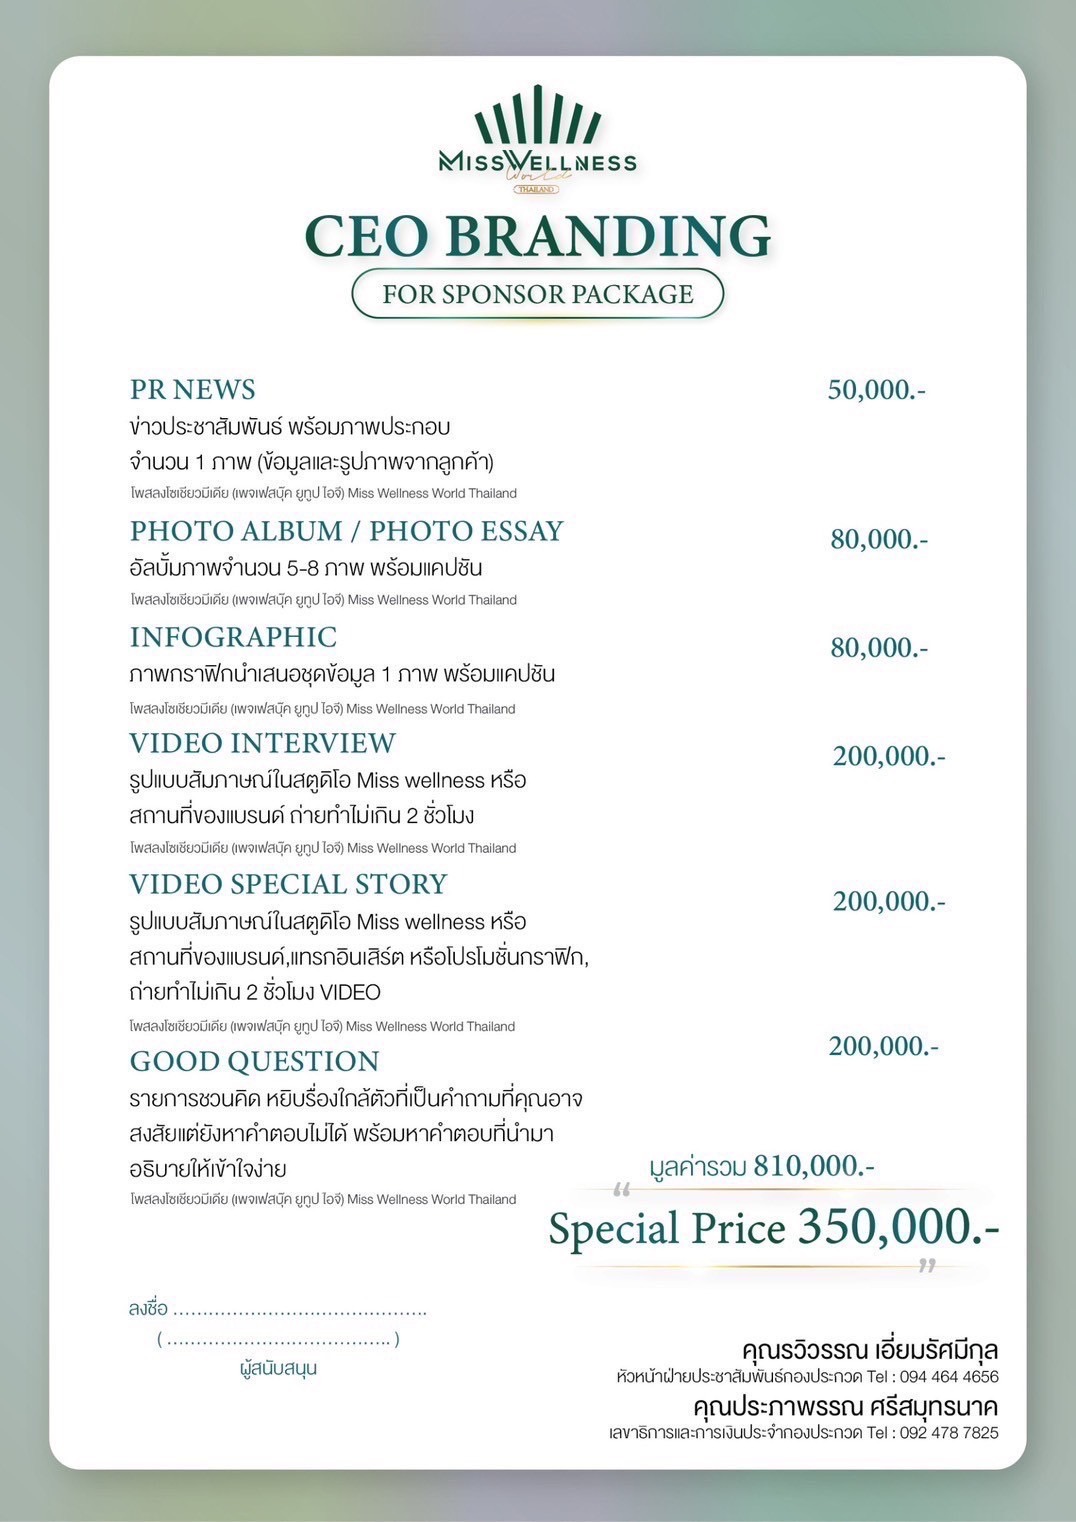 MISSWELLNESS
World
THAILAND
CEO BRANDING
FOR SPONSOR PACKAGE
PR NEWS 50,000.-
ข่าวประชาสัมพันธ์ พร้อมภาพประกอบ
จำนวน 1 ภาพ (ข้อมูลและรูปภาพจากลูกค้า)
โพสลงโซเชียวมีเดีย (เพจเฟสบุ๊ค ยูทูป ไอจี) Miss Wellness World Thailand
PHOTO ALBUM / PHOTO ESSAY 80,000.-
อัลบั้มภาพจำนวน 5-8 ภาพ พร้อมแคปชัน
โพสลงโซเชียวมีเดีย (เพจเฟสบุ๊ค ยูทูป ไอจี) Miss Wellness World Thailand
INFOGRAPHIC 80,000.-
ภาพกราฟิกนำเสนอชุดข้อมูล 1 ภาพ พร้อมแคปชัน
โพสลงโซเชียวมีเดีย (เพจเฟสบุ๊ค ยูทูป ไอจี) Miss Wellness World Thailand
VIDEO INTERVIEW 200,000.-
รูปแบบสัมภาษณ์ในสตูดิโอ Miss wellness หรือ
สถานที่ของแบรนด์ ถ่ายทำไม่เกิน 2 ชั่วโมง
โพสลงโซเชียวมีเดีย (เพจเฟสบุ๊ค ยูทูป ไอจี) Miss Wellness World Thailand
VIDEO SPECIAL STORY 200,000.-
รูปแบบสัมภาษณ์ในสตูดิโอ Miss wellness หรือ
สถานที่ของแบรนด์,แทรกอินเสิร์ต หรือโปรโมชั่นกราฟิก,
ถ่ายทำไม่เกิน 2 ชั่วโมง VIDEO
โพสลงโซเชียวมีเดีย (เพจเฟสบุ๊ค ยูทูป ไอจี) Miss Wellness World Thailand
GOOD QUESTION 200,000.-
รายการชวนคิด หยิบรื่องใกล้ตัวที่เป็นคำถามที่คุณอาจ
สงสัยแต่ยังหาคำตอบไม่ได้ พร้อมหาคำตอบที่นำมา
อธิบายให้เข้าใจง่าย
โพสลงโซเชียวมีเดีย (เพจเฟสบุ๊ค ยูทูป ไอจี) Miss Wellness World Thailand
มูลค่ารวม 810,000.-
“ Special Price 350,000.- ”
ลงชื่อ ........................................
( ................................... )
ผู้สนับสนุน
คุณรวิวรรณ เอี่ยมรัศมีกุล
หัวหน้าฝ่ายประชาสัมพันธ์กองประกวด Tel : 094 464 4656
คุณประภาพรรณ ศรีสมุทรนาค
เลขาธิการและการเงินประจำกองประกวด Tel : 092 478 7825